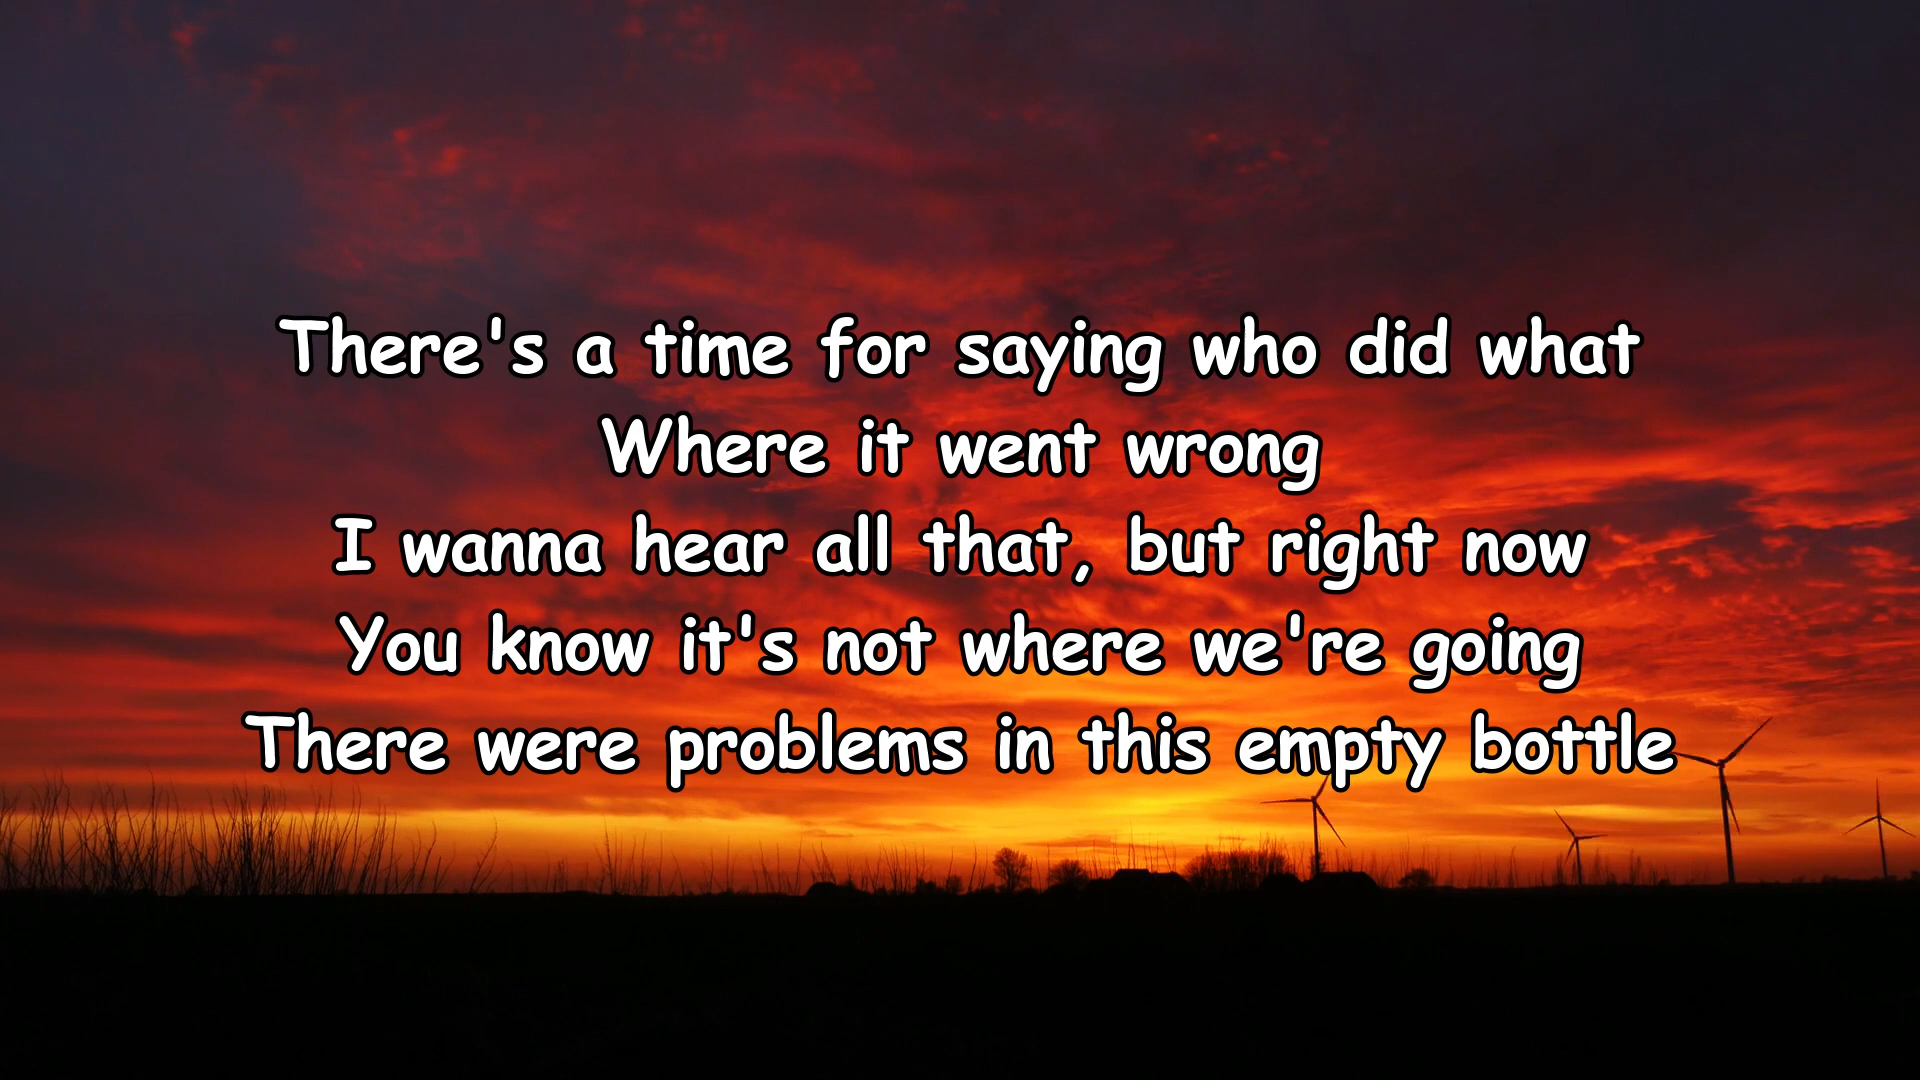 There's a time for saying who did what
Where it went wrong
I wanna hear all that, but right now
You know it's not where we're going
There were problems in this empty bottle